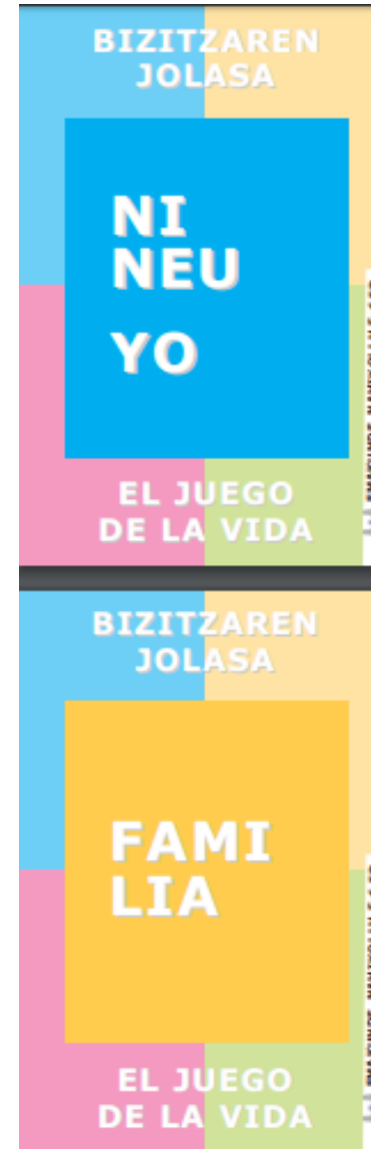 BIZITZAREN
JOLASA
NI
NEU
YO
EL JUEGO
DE LA VIDA
BIZITZAREN
JOLASA
FAMI
LIA
EL JUEGO
DE LA VIDA